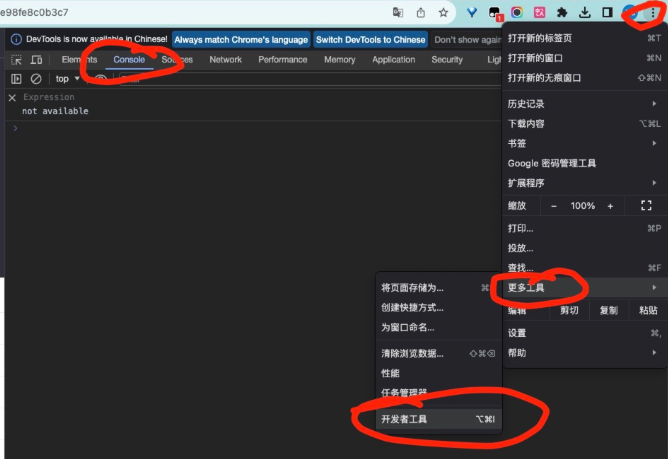 e98fe8c0b3c7
DevTools is now available in Chinese!
Always match Chrome's language
Switch DevTools to Chinese
Don't show again
Elements
Console
Sources
Network
Performance
Memory
Application
Security
Ligh
top
Expression
not available
打开新的标签页 ⌘T
打开新的窗口 ⌘N
打开新的无痕窗口 ⇧⌘N
历史记录
下载内容 ⌥⌘L
书签
Google 密码管理工具
扩展程序
缩放 - 100% +
打印... ⌘P
投放...
查找... ⌘F
更多工具
编辑 剪切 复制 粘贴
设置 ⌘,
帮助
将页面存储为... ⌘
创建快捷方式...
为窗口命名...
清除浏览数据... ⇧⌘⌫
性能
任务管理器
开发者工具 ⌥⌘I